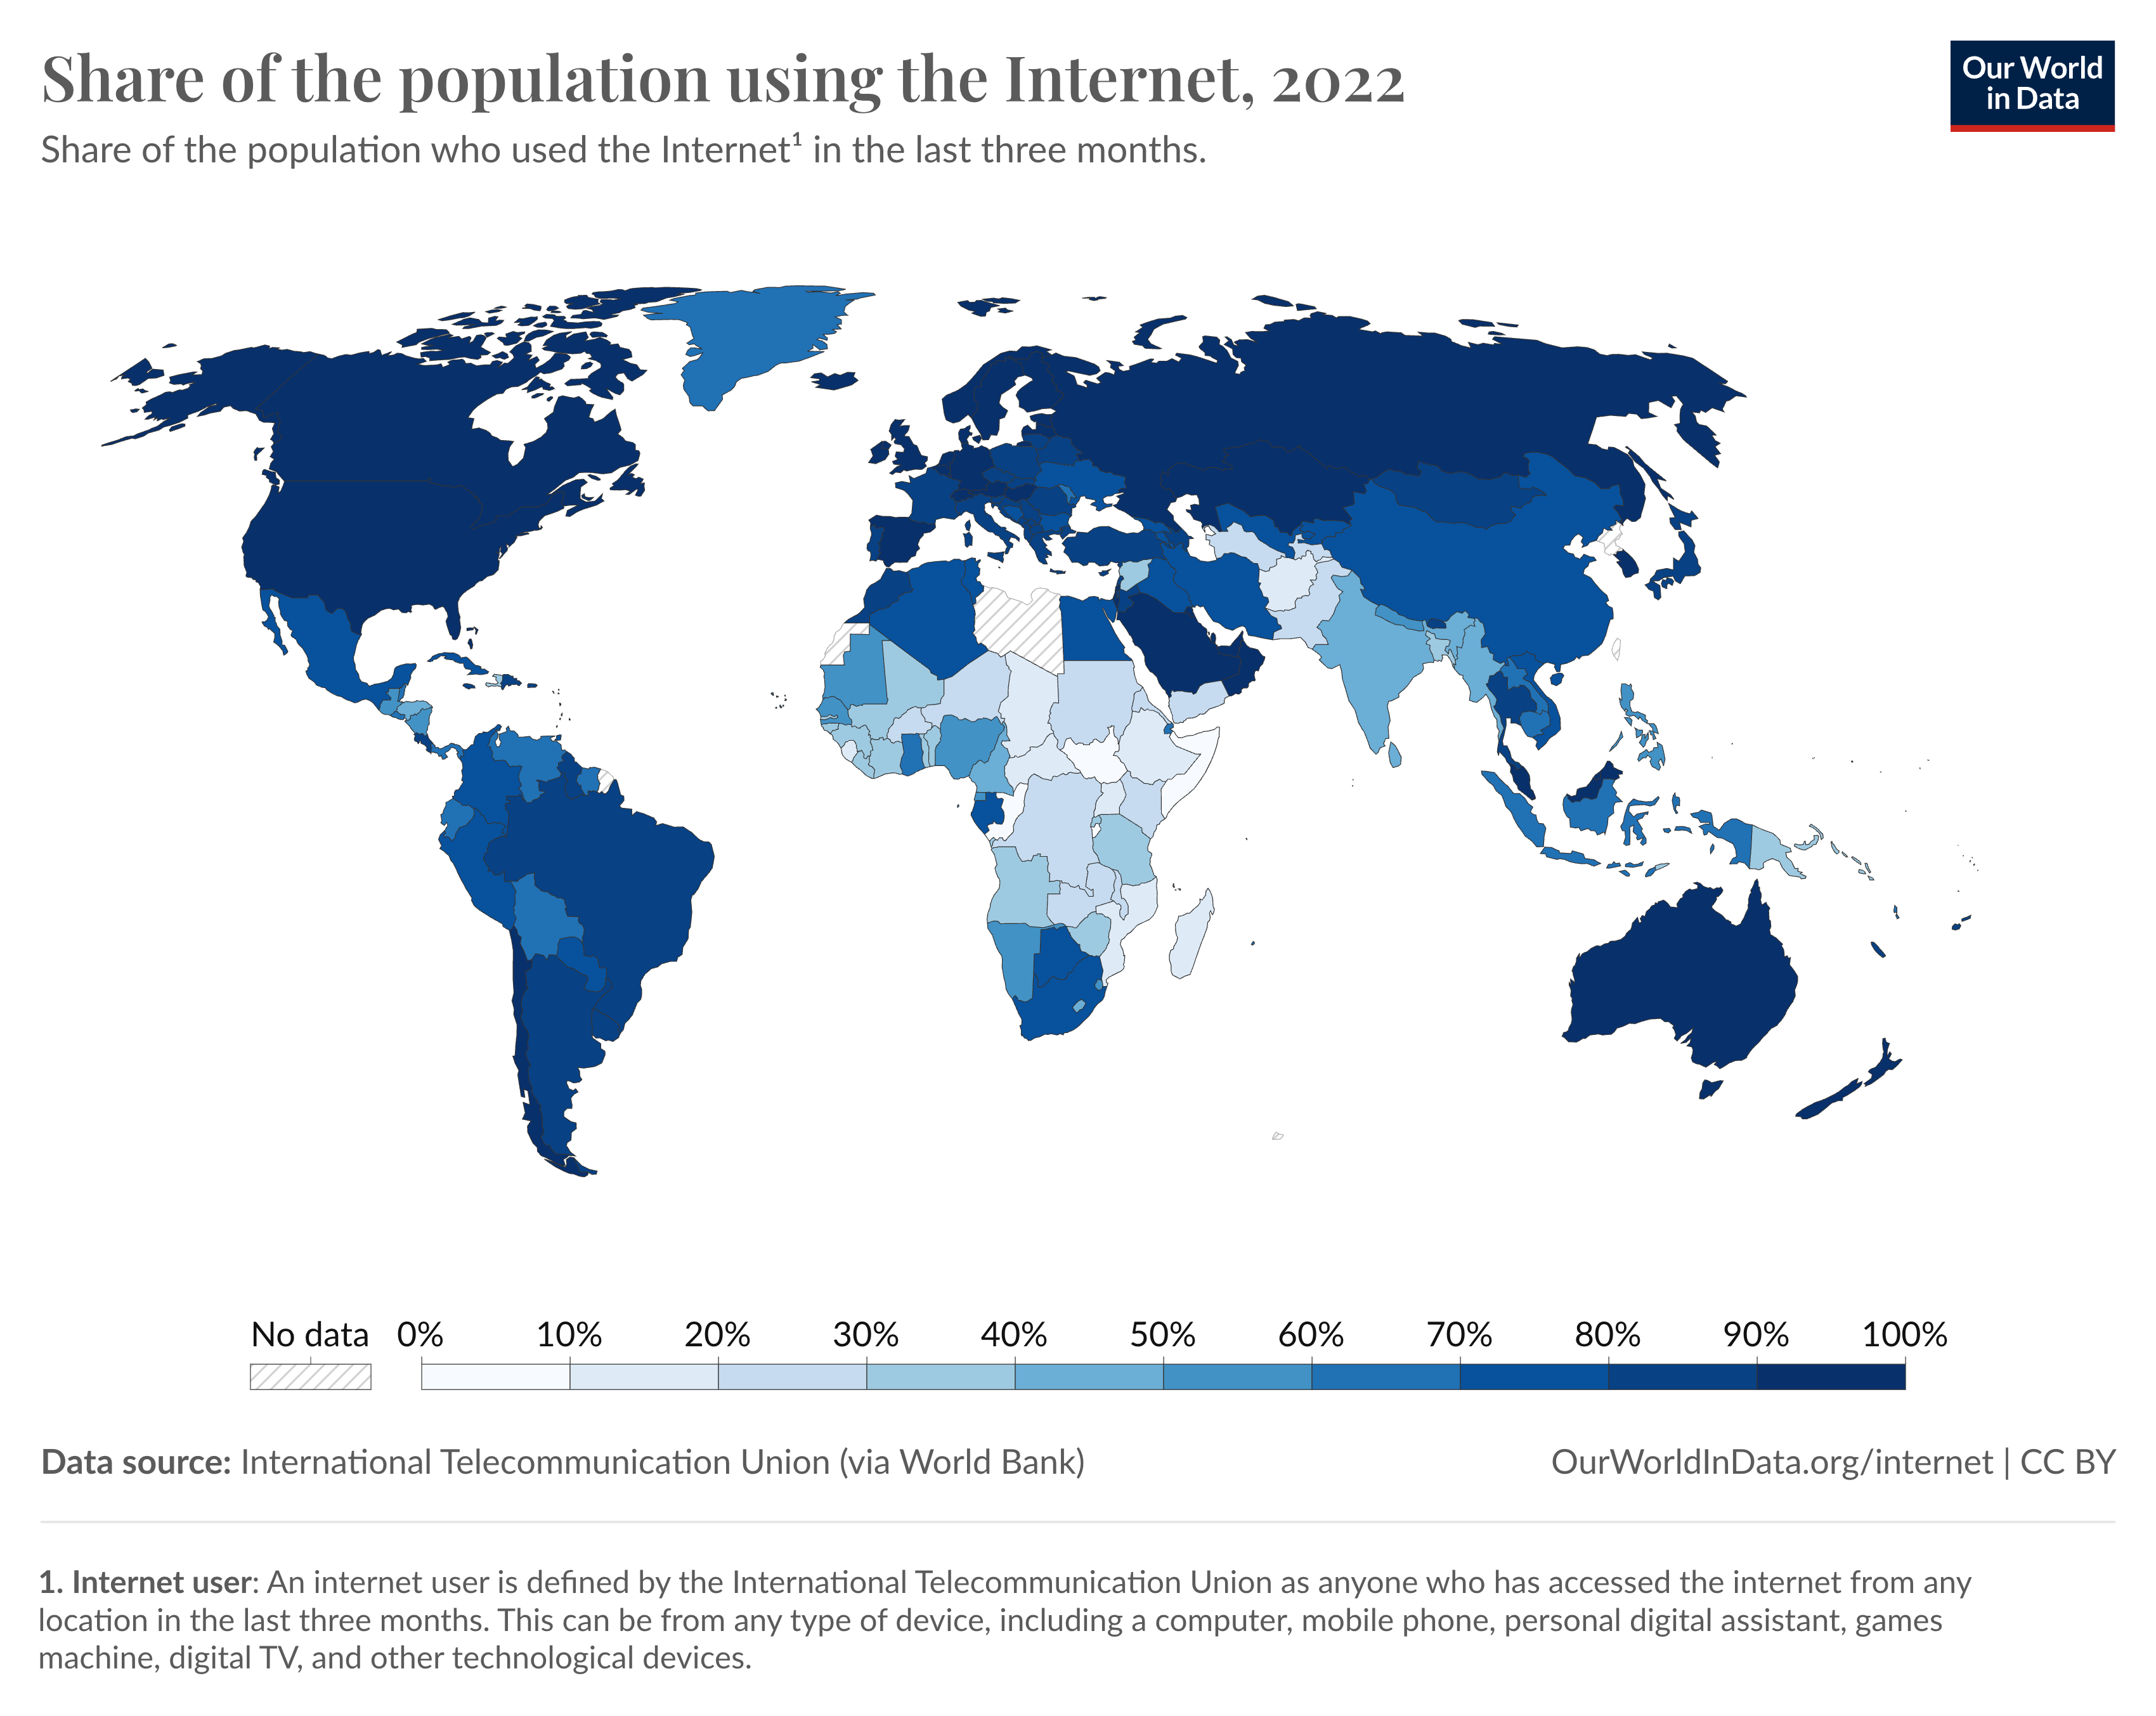 Share of the population using the Internet, 2022
Our World
in Data
Share of the population who used the Internet¹ in the last three months.
No data 0% 10% 20% 30% 40% 50% 60% 70% 80% 90% 100%
Data source: International Telecommunication Union (via World Bank)
OurWorldInData.org/internet | CC BY
1. Internet user: An internet user is defined by the International Telecommunication Union as anyone who has accessed the internet from any
location in the last three months. This can be from any type of device, including a computer, mobile phone, personal digital assistant, games
machine, digital TV, and other technological devices.